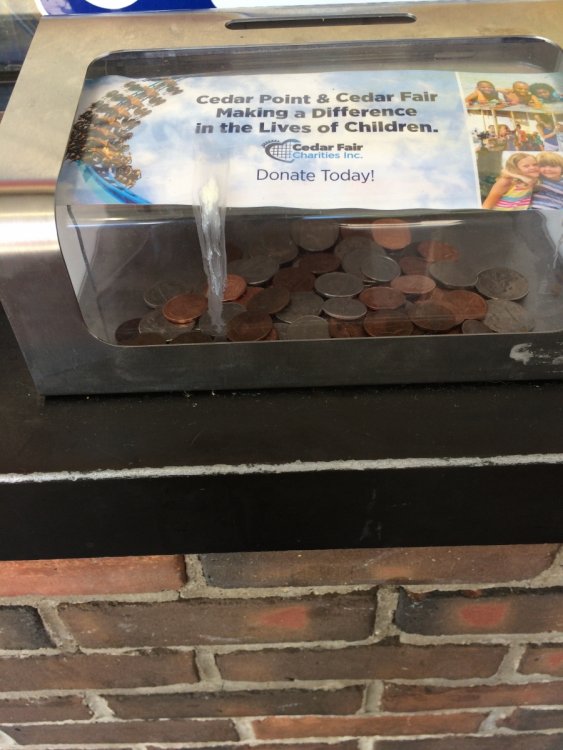 Cedar Point & Cedar Fair
Making a Difference
in the Lives of Children.
Cedar Fair
Charities Inc.
Donate Today!